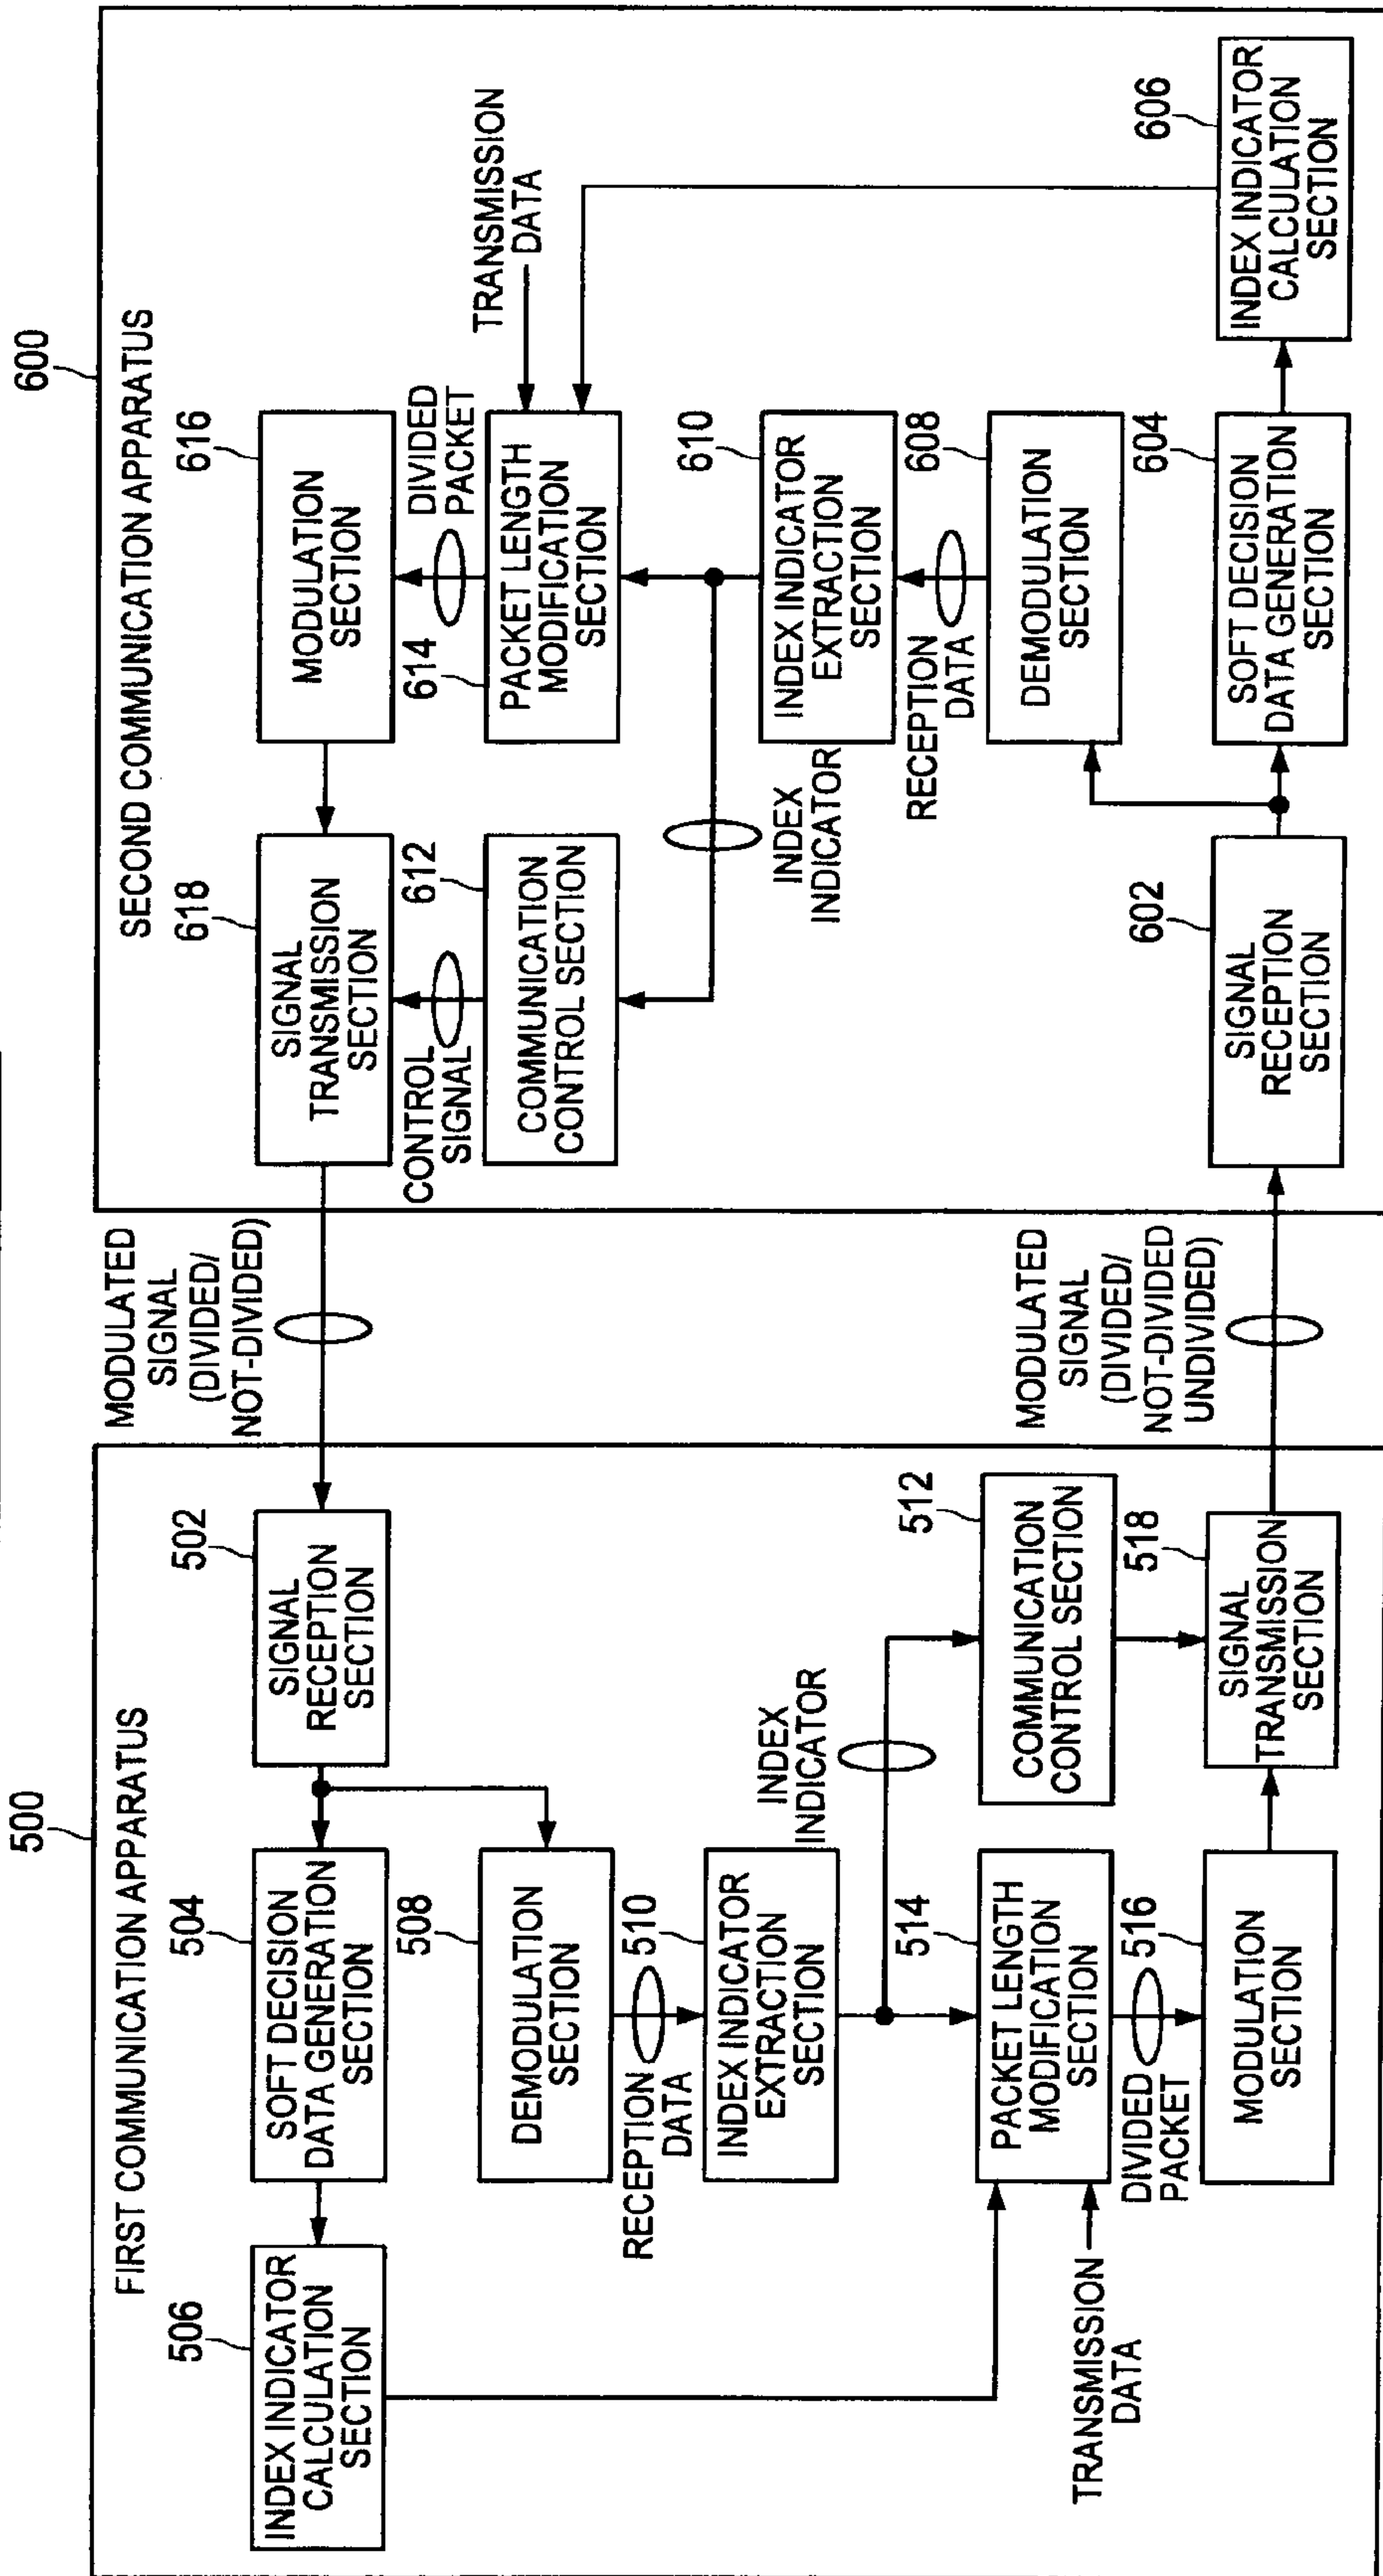 500
FIRST COMMUNICATION APPARATUS
506
INDEX INDICATOR
CALCULATION
SECTION
504
SOFT DECISION
DATA GENERATION
SECTION
502
SIGNAL
RECEPTION
SECTION
508
DEMODULATION
SECTION
RECEPTION
DATA
510
INDEX INDICATOR
EXTRACTION
SECTION
INDEX
INDICATOR
514
PACKET LENGTH
MODIFICATION
SECTION
512
COMMUNICATION
CONTROL SECTION
TRANSMISSION
DATA
DIVIDED
PACKET
516
MODULATION
SECTION
518
SIGNAL
TRANSMISSION
SECTION
MODULATED
SIGNAL
(DIVIDED/
NOT-DIVIDED)
MODULATED
SIGNAL
(DIVIDED/
NOT-DIVIDED
UNDIVIDED)
600
SECOND COMMUNICATION APPARATUS
618
SIGNAL
TRANSMISSION
SECTION
616
MODULATION
SECTION
CONTROL
SIGNAL
612
COMMUNICATION
CONTROL SECTION
614
DIVIDED
PACKET
PACKET LENGTH
MODIFICATION
SECTION
TRANSMISSION
DATA
INDEX
INDICATOR
610
INDEX INDICATOR
EXTRACTION
SECTION
RECEPTION
DATA
608
DEMODULATION
SECTION
602
SIGNAL
RECEPTION
SECTION
604
SOFT DECISION
DATA GENERATION
SECTION
606
INDEX INDICATOR
CALCULATION
SECTION